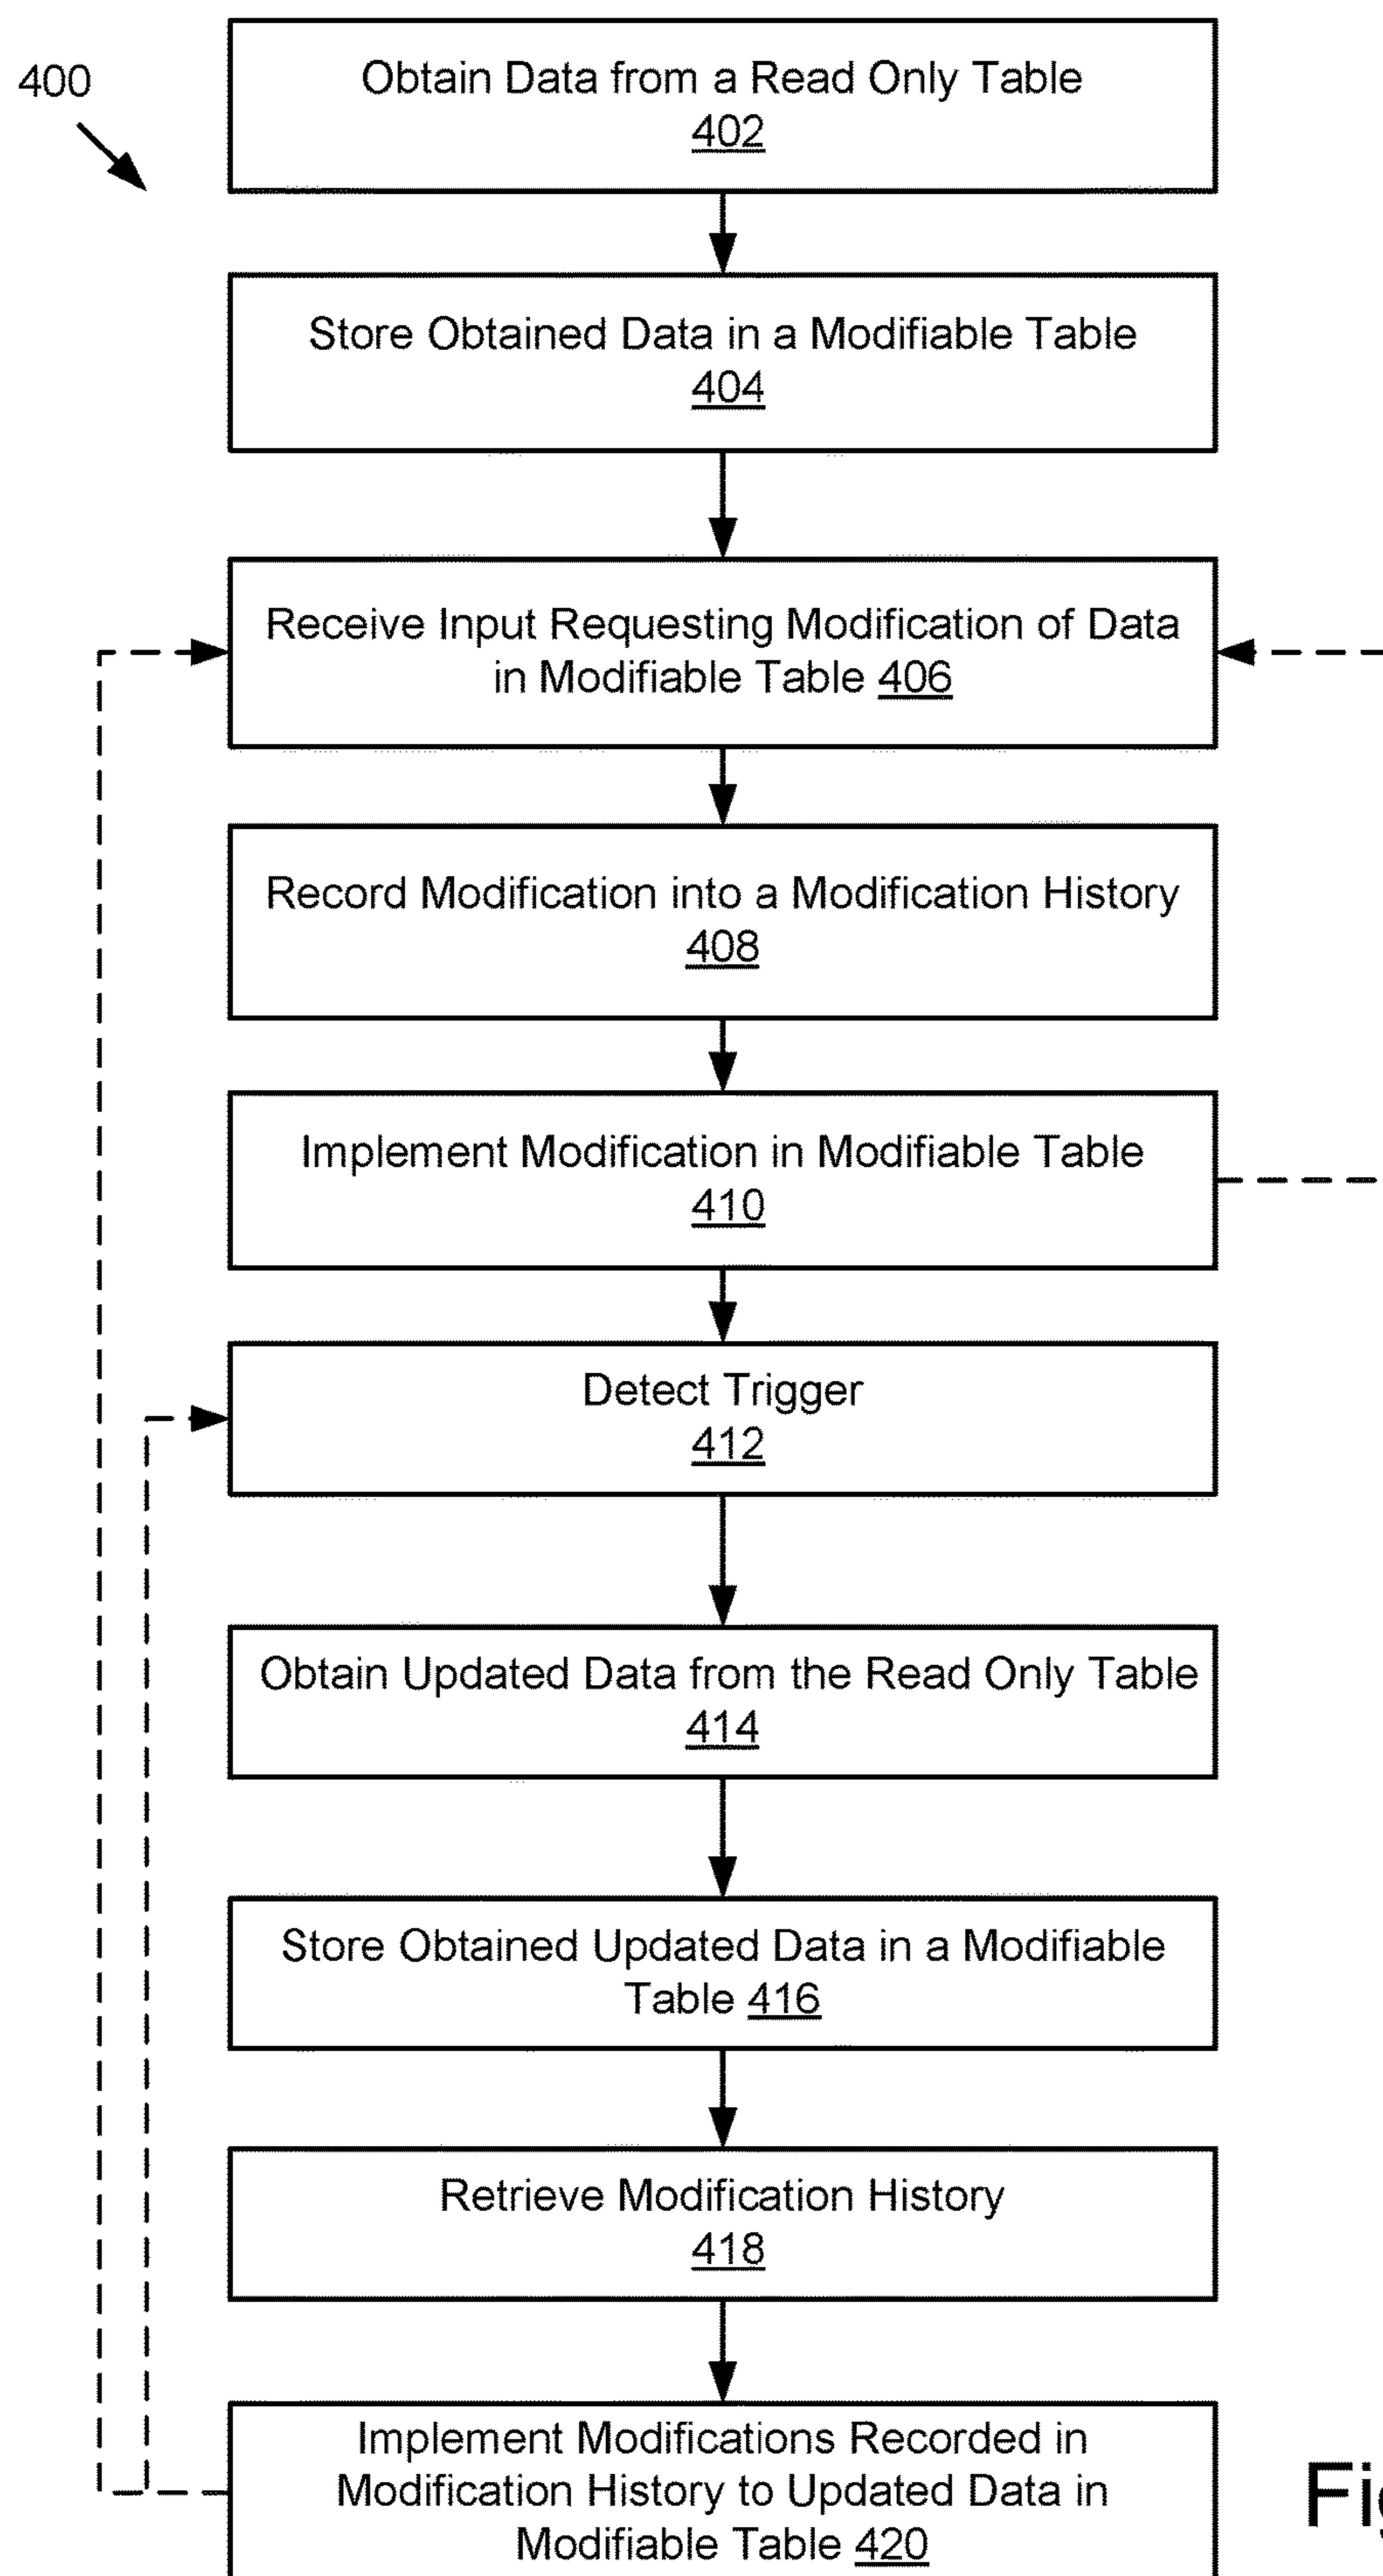 400
Obtain Data from a Read Only Table
402
Store Obtained Data in a Modifiable Table
404
Receive Input Requesting Modification of Data
in Modifiable Table 406
Record Modification into a Modification History
408
Implement Modification in Modifiable Table
410
Detect Trigger
412
Obtain Updated Data from the Read Only Table
414
Store Obtained Updated Data in a Modifiable
Table 416
Retrieve Modification History
418
Implement Modifications Recorded in
Modification History to Updated Data in
Modifiable Table 420